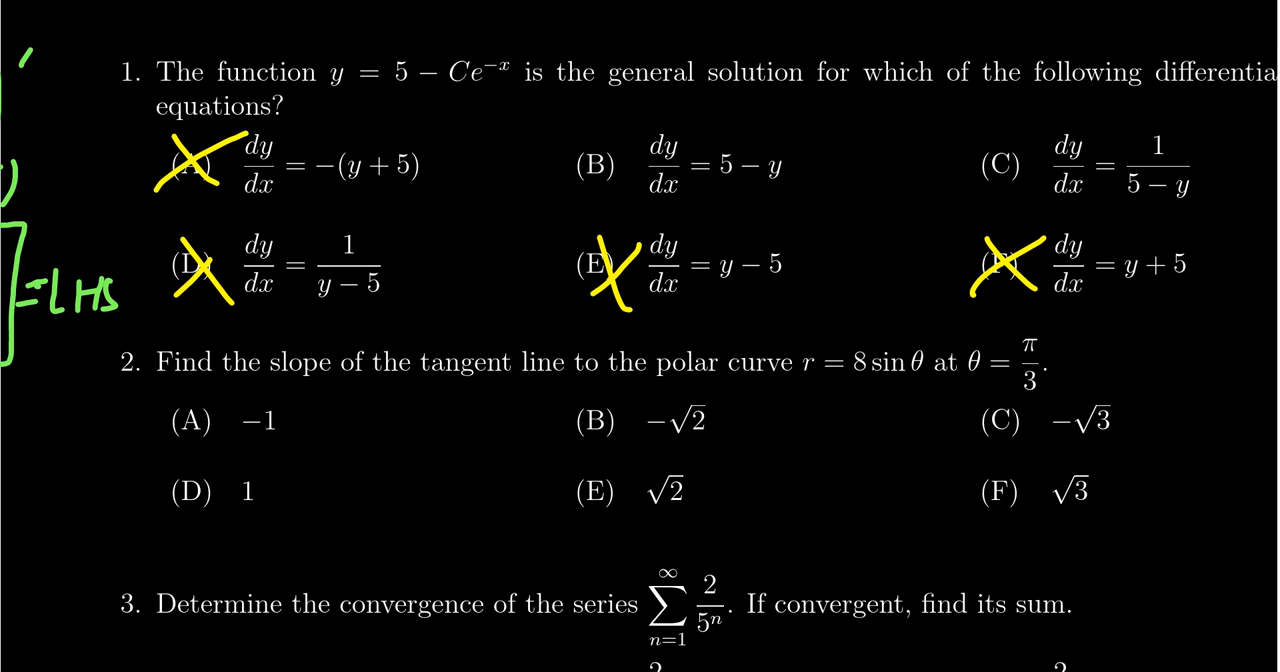 1. The function y = 5 − Ce^{−x} is the general solution for which of the following differentia
equations?
(A) dy/dx = −(y + 5) (B) dy/dx = 5 − y (C) dy/dx = 1/(5 − y)
(D) dy/dx = 1/(y − 5) (E) dy/dx = y − 5 (F) dy/dx = y + 5
= LHS
2. Find the slope of the tangent line to the polar curve r = 8 sin θ at θ = π/3.
(A) −1 (B) −√2 (C) −√3
(D) 1 (E) √2 (F) √3
3. Determine the convergence of the series ∑_{n=1}^{∞} 2/5^n. If convergent, find its sum.